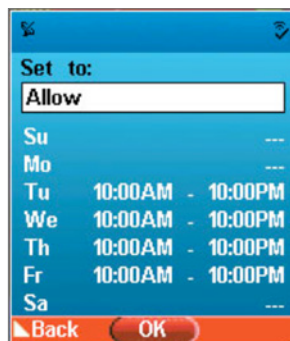 Set to:
Allow
Su ---
Mo ---
Tu 10:00AM - 10:00PM
We 10:00AM - 10:00PM
Th 10:00AM - 10:00PM
Fr 10:00AM - 10:00PM
Sa ---
Back OK